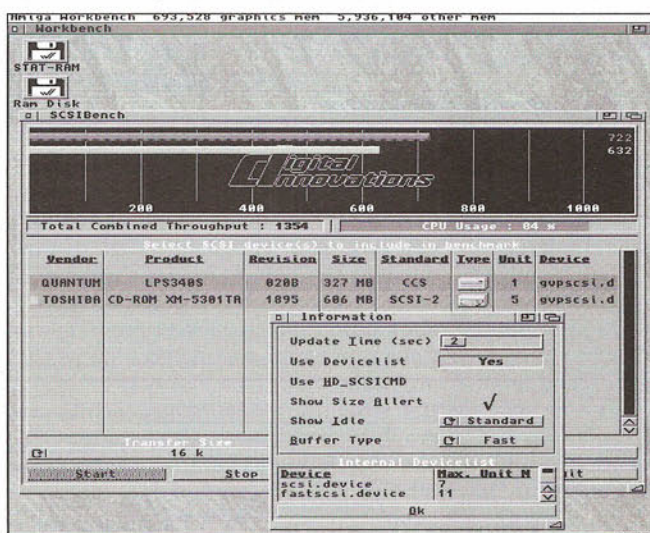 Amiga Workbench 693,528 graphics mem 5,936,104 other mem
Workbench
STAT-RAM
Ram Disk
SCSIBench
722
632
Digital Innovations
200 400 600 800 1000
Total Combined Throughput : 1354 CPU Usage : 84 %
Select SCSI device(s) to include in benchmark
Vendor Product Revision Size Standard Type Unit Device
QUANTUM LPS340S 020B 327 MB CCS 1 gvpscsi.d
TOSHIBA CD-ROM XM-5301TA 1895 606 MB SCSI-2 5 gvpscsi.d
Information
Update Time (sec) 2
Use Devicelist Yes
Use HD_SCSICMD
Show Size Allert
Show Idle Standard
Buffer Type Fast
Transfer Size
16 k
Internal Devicelist
Start Stop
Device Max. Unit N
scsi.device 7
fastscsi.device 11
Ok